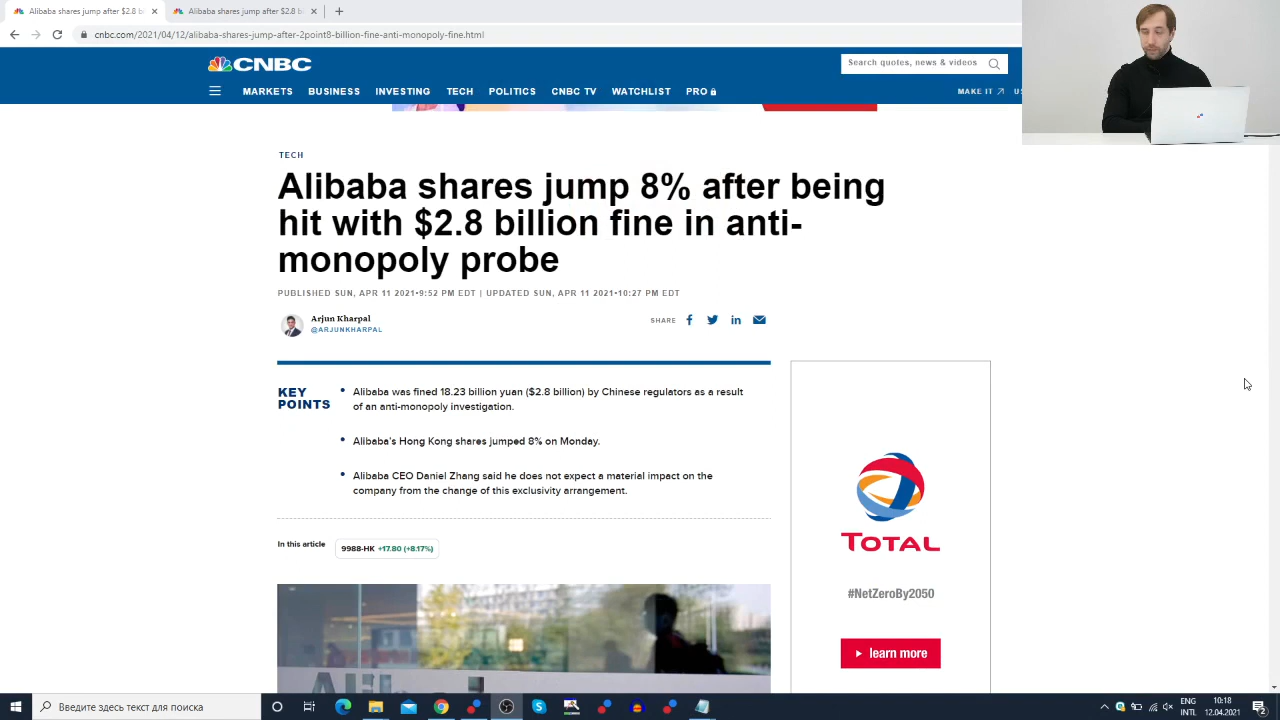 Alibaba shares jump 8% after bei
Alibaba shares jump 8% after bei
cnbc.com/2021/04/12/alibaba-shares-jump-after-2point8-billion-fine-anti-monopoly-fine.html
CNBC
Search quotes, news & videos
MARKETS BUSINESS INVESTING TECH POLITICS CNBC TV WATCHLIST PRO MAKE IT US
TECH
Alibaba shares jump 8% after being
hit with $2.8 billion fine in anti-
monopoly probe
PUBLISHED SUN, APR 11 2021•9:52 PM EDT | UPDATED SUN, APR 11 2021•10:27 PM EDT
Arjun Kharpal
@ARJUNKHARPAL
SHARE
KEY
POINTS
• Alibaba was fined 18.23 billion yuan ($2.8 billion) by Chinese regulators as a result
of an anti-monopoly investigation.
• Alibaba's Hong Kong shares jumped 8% on Monday.
• Alibaba CEO Daniel Zhang said he does not expect a material impact on the
company from the change of this exclusivity arrangement.
In this article
9988-HK +17.80 (+8.17%)
TOTAL
#NetZeroBy2050
learn more
Введите здесь текст для поиска
ENG
INTL
10:18
12.04.2021
2